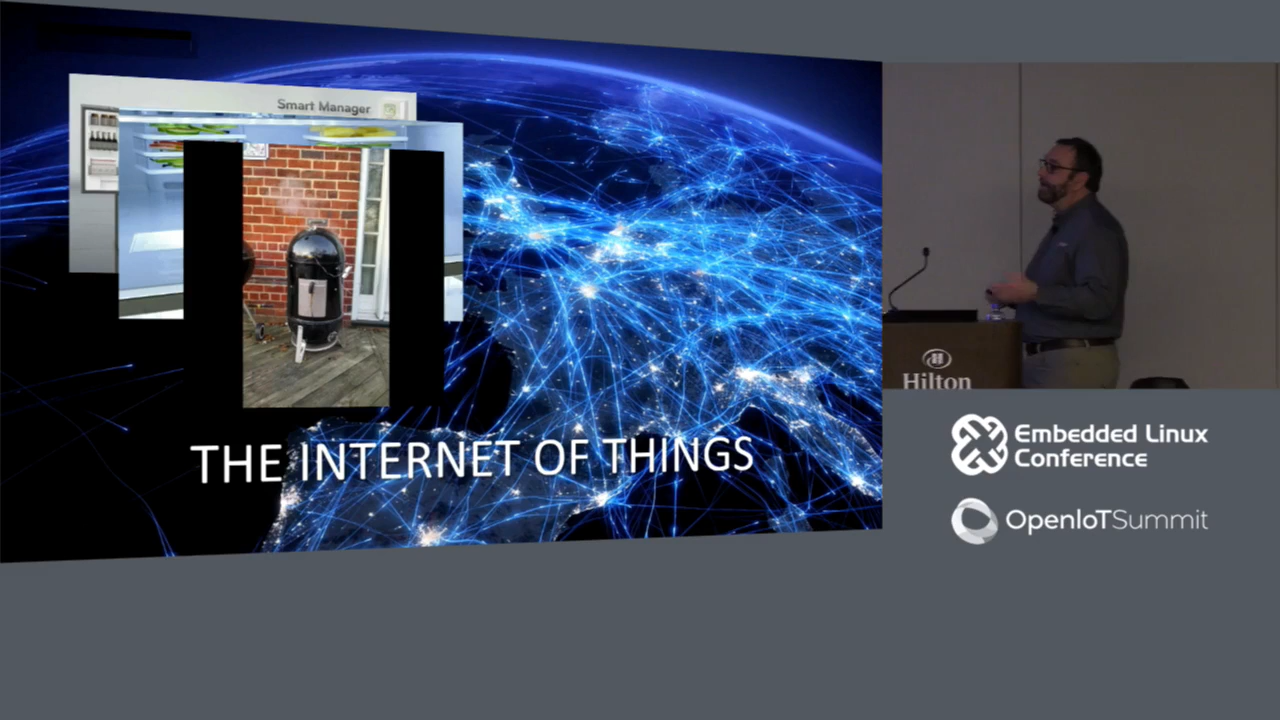 Smart Manager
THE INTERNET OF THINGS
Hilton
Embedded Linux
Conference
OpenIoTSummit